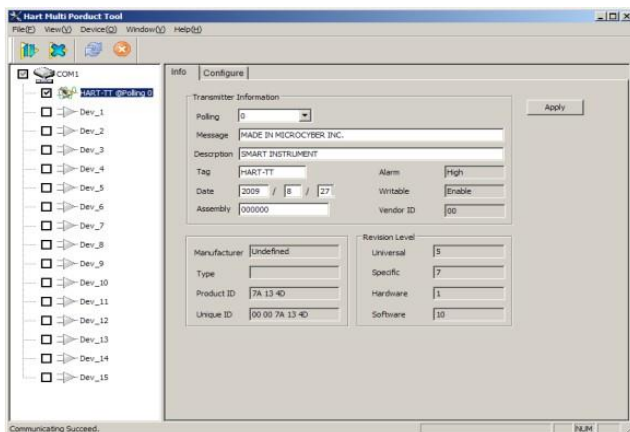 Hart Multi Porduct Tool
File(F) View(V) Device(D) Window(V) Help(H)
COM1
HART-TT @Polling 0
Dev_1
Dev_2
Dev_3
Dev_4
Dev_5
Dev_6
Dev_7
Dev_8
Dev_9
Dev_10
Dev_11
Dev_12
Dev_13
Dev_14
Dev_15
Info Configure
Transmitter Information
Polling 0
Apply
Message MADE IN MICROCYBER INC.
Descrption SMART INSTRUMENT
Tag HART-TT Alarm High
Date 2009 / 8 / 27 Writable Enable
Assembly 000000 Vendor ID 00
Manufacturer Undefined
Type
Product ID 7A 13 4D
Unique ID 00 00 7A 13 4D
Revision Level
Universal 5
Specific 7
Hardware 1
Software 10
Communicating Succeed. NUM